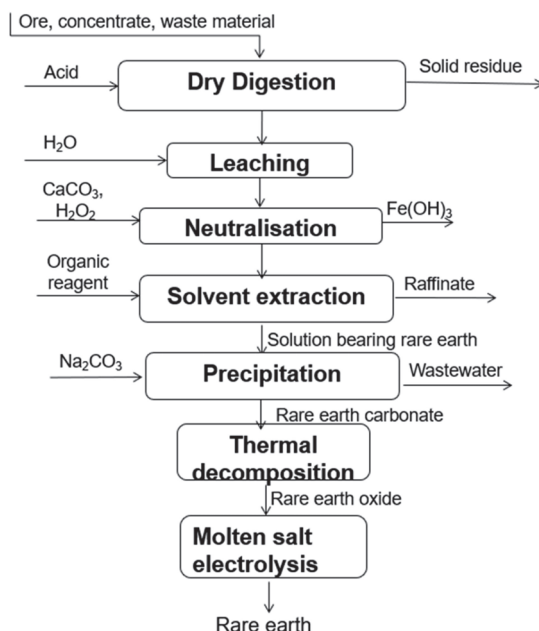 Ore, concentrate, waste material
Acid
Dry Digestion
Solid residue
H₂O
Leaching
CaCO₃,
H₂O₂
Neutralisation
Fe(OH)₃
Organic
reagent
Solvent extraction
Raffinate
Solution bearing rare earth
Na₂CO₃
Precipitation
Wastewater
Rare earth carbonate
Thermal
decomposition
Rare earth oxide
Molten salt
electrolysis
Rare earth